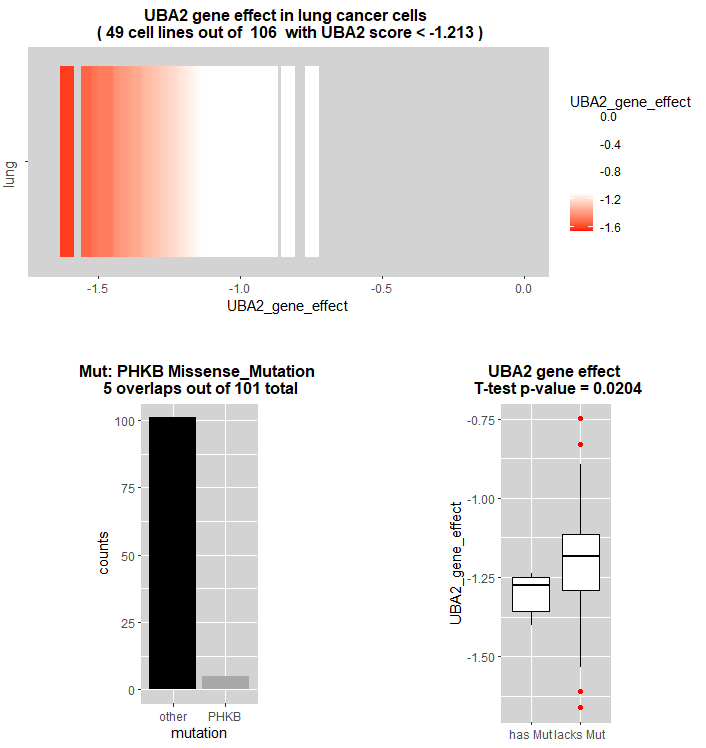 UBA2 gene effect in lung cancer cells
( 49 cell lines out of  106  with UBA2 score < -1.213 )
lung
-1.5
-1.0
-0.5
0.0
UBA2_gene_effect
UBA2_gene_effect
0.0
-0.4
-0.8
-1.2
-1.6
Mut: PHKB Missense_Mutation
5 overlaps out of 101 total
counts
100
75
50
25
0
other
PHKB
mutation
UBA2 gene effect
T-test p-value = 0.0204
UBA2_gene_effect
-0.75
-1.00
-1.25
-1.50
has Mut
lacks Mut